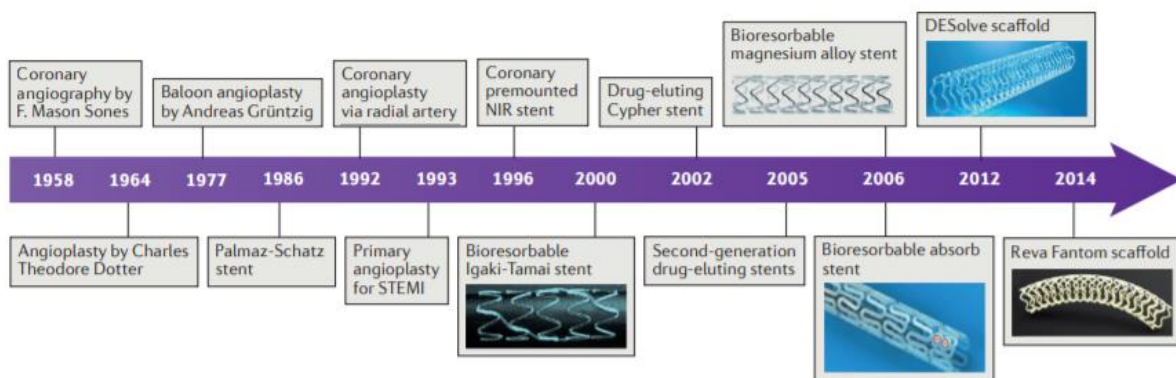 Coronary
angiography by
F. Mason Sones
Baloon angioplasty
by Andreas Grüntzig
Coronary
angioplasty
via radial artery
Coronary
premounted
NIR stent
Drug-eluting
Cypher stent
Bioresorbable
magnesium alloy stent
DESolve scaffold
1958 1964 1977 1986 1992 1993 1996 2000 2002 2005 2006 2012 2014
Angioplasty by Charles
Theodore Dotter
Palmaz-Schatz
stent
Primary
angioplasty
for STEMI
Bioresorbable
Igaki-Tamai stent
Second-generation
drug-eluting stents
Bioresorbable absorb
stent
Reva Fantom scaffold